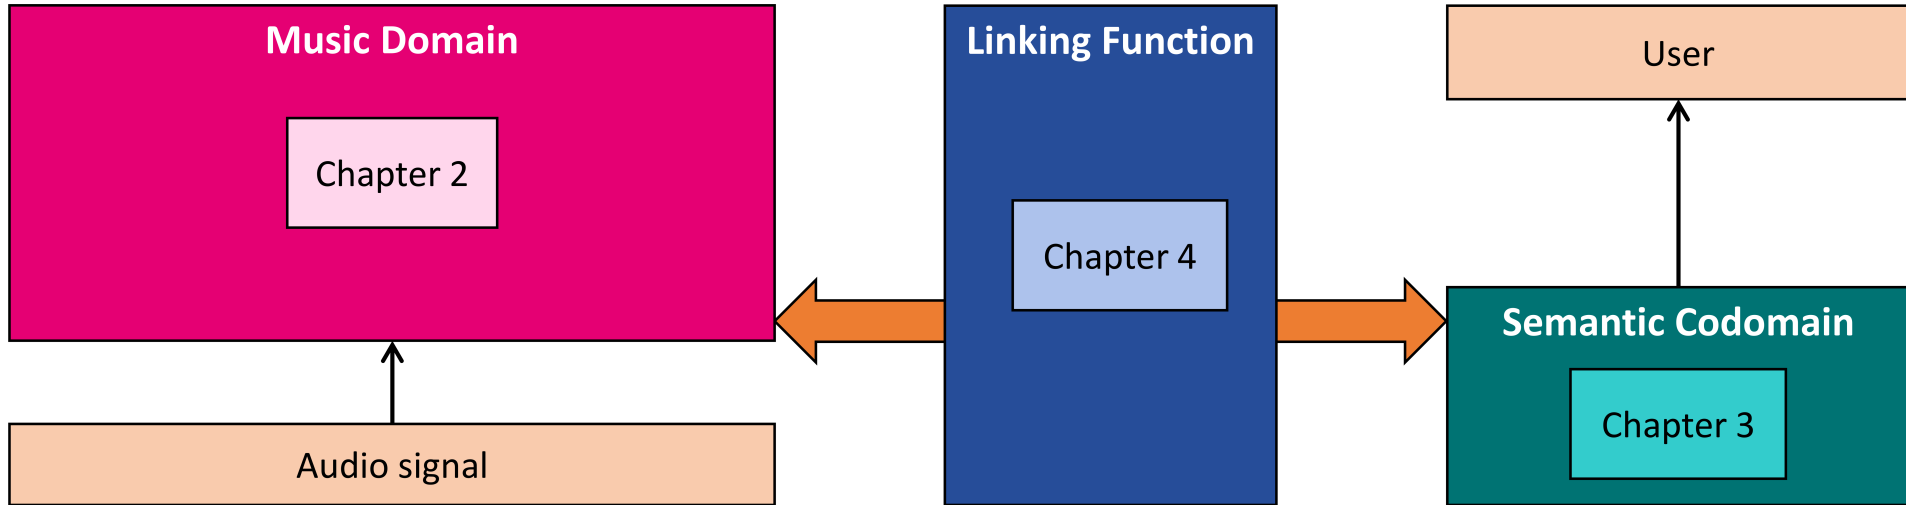 Music Domain
Chapter 2
Audio signal
Linking Function
Chapter 4
User
Semantic Codomain
Chapter 3